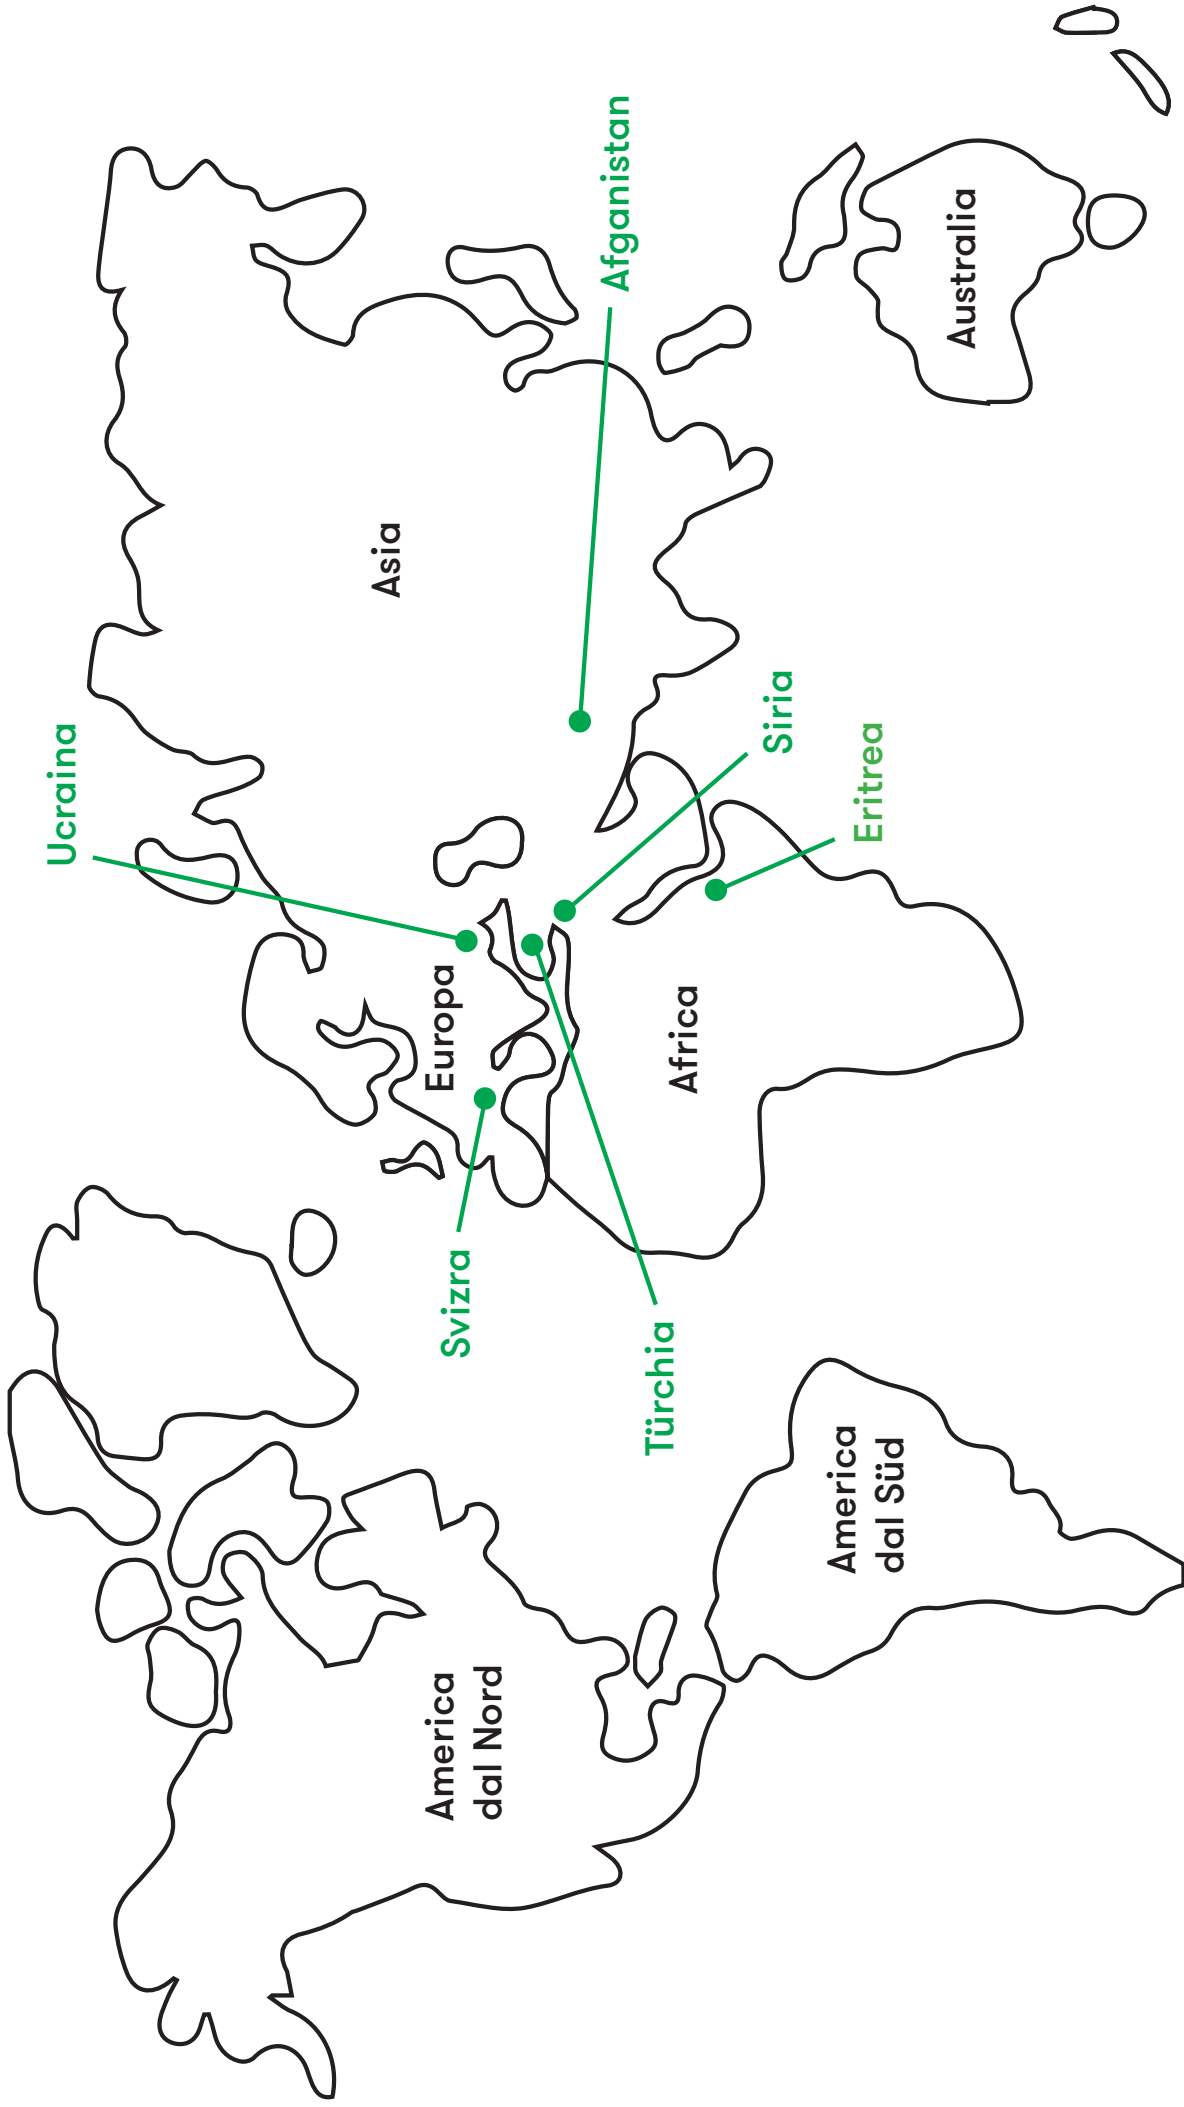 Ucraina
Afganistan
Asia
Europa
Svizra
Türchia
Siria
Eritrea
Africa
Australia
America
dal Nord
America
dal Süd